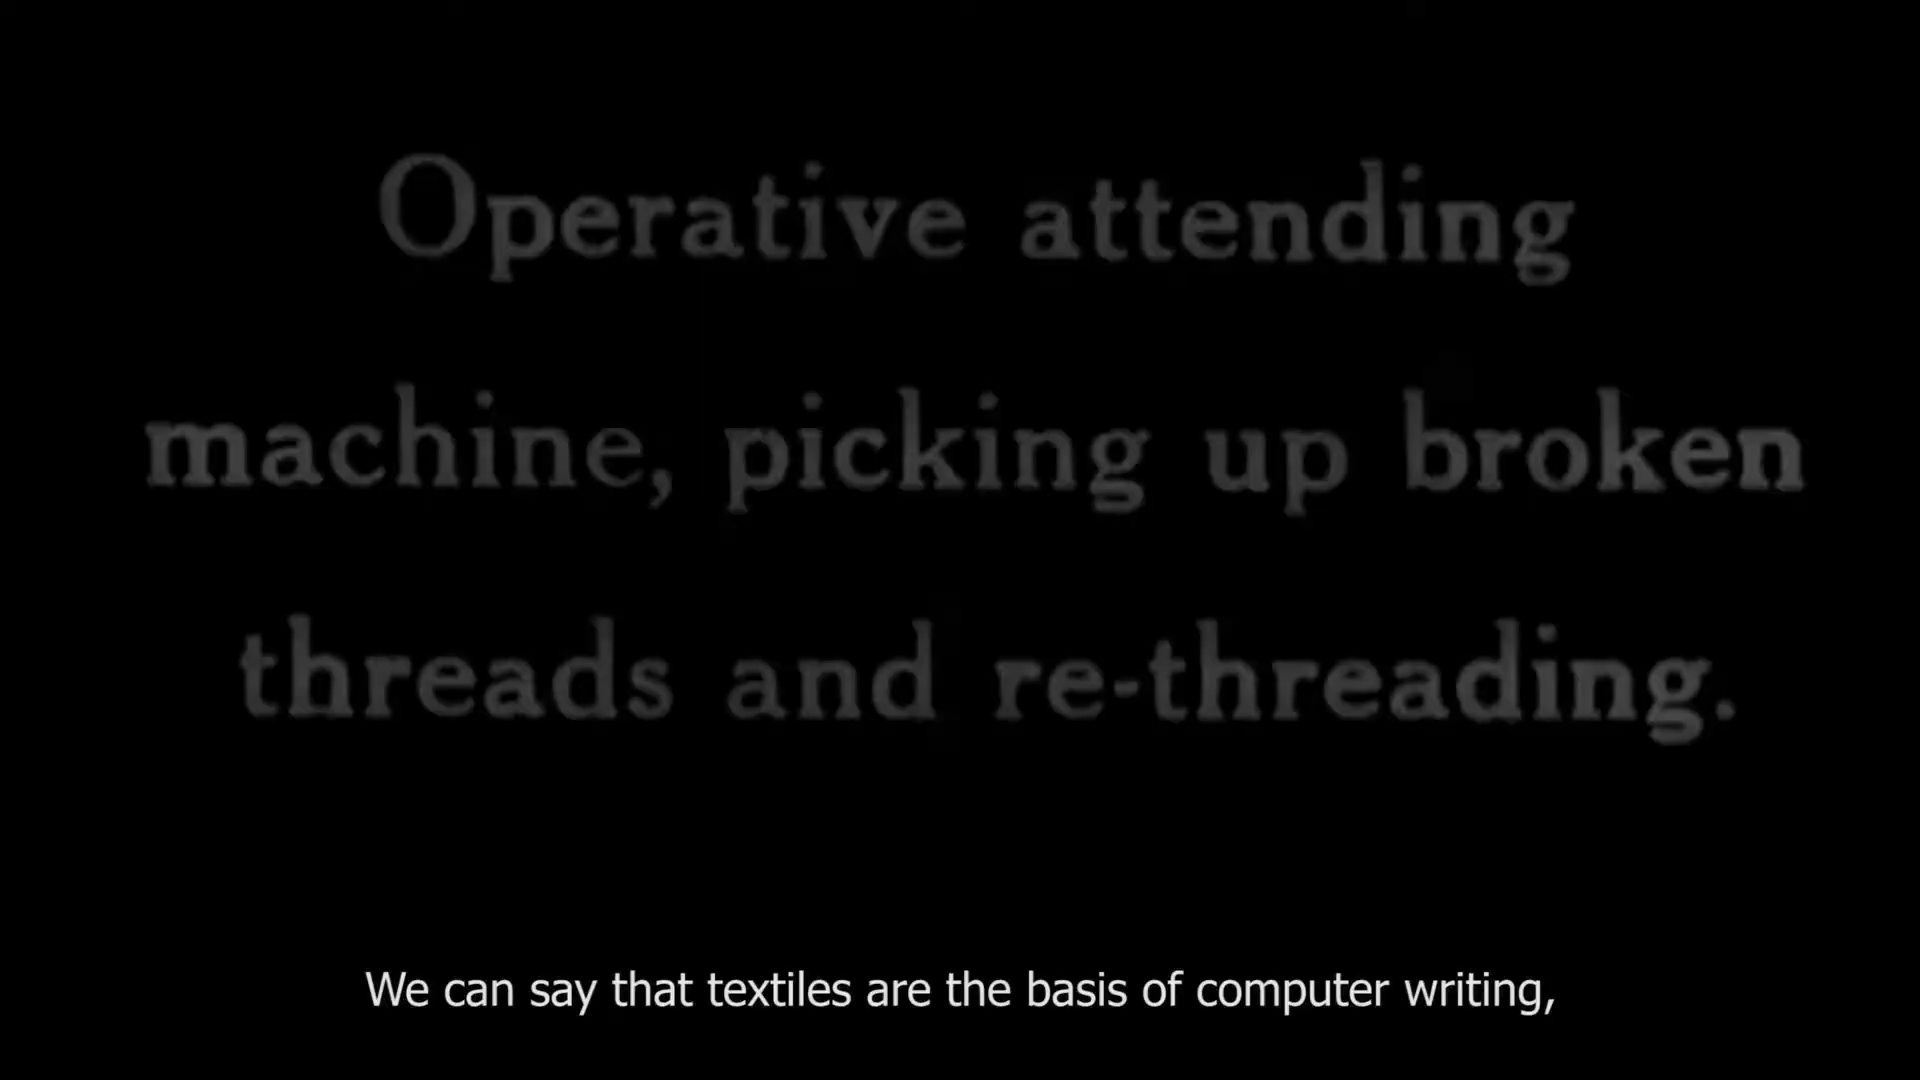 Operative attending
machine, picking up broken
threads and re-threading.
We can say that textiles are the basis of computer writing,